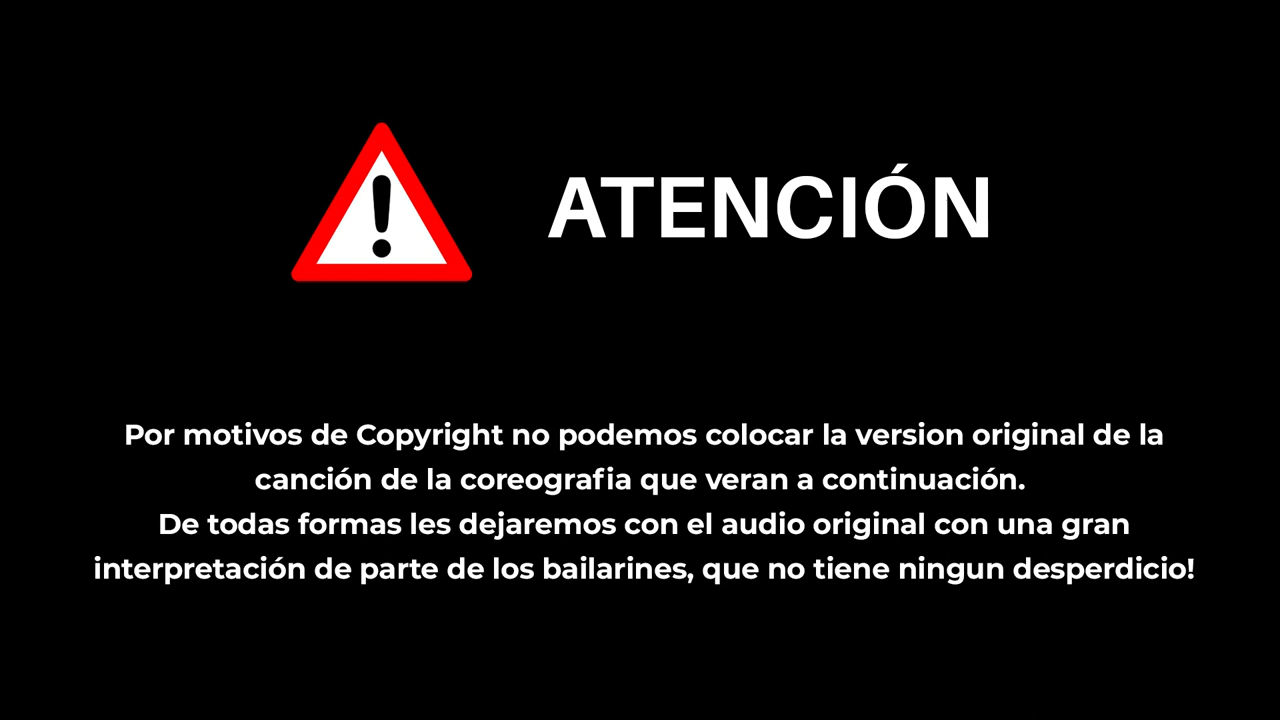 ATENCIÓN
Por motivos de Copyright no podemos colocar la version original de la
canción de la coreografia que veran a continuación.
De todas formas les dejaremos con el audio original con una gran
interpretación de parte de los bailarines, que no tiene ningun desperdicio!